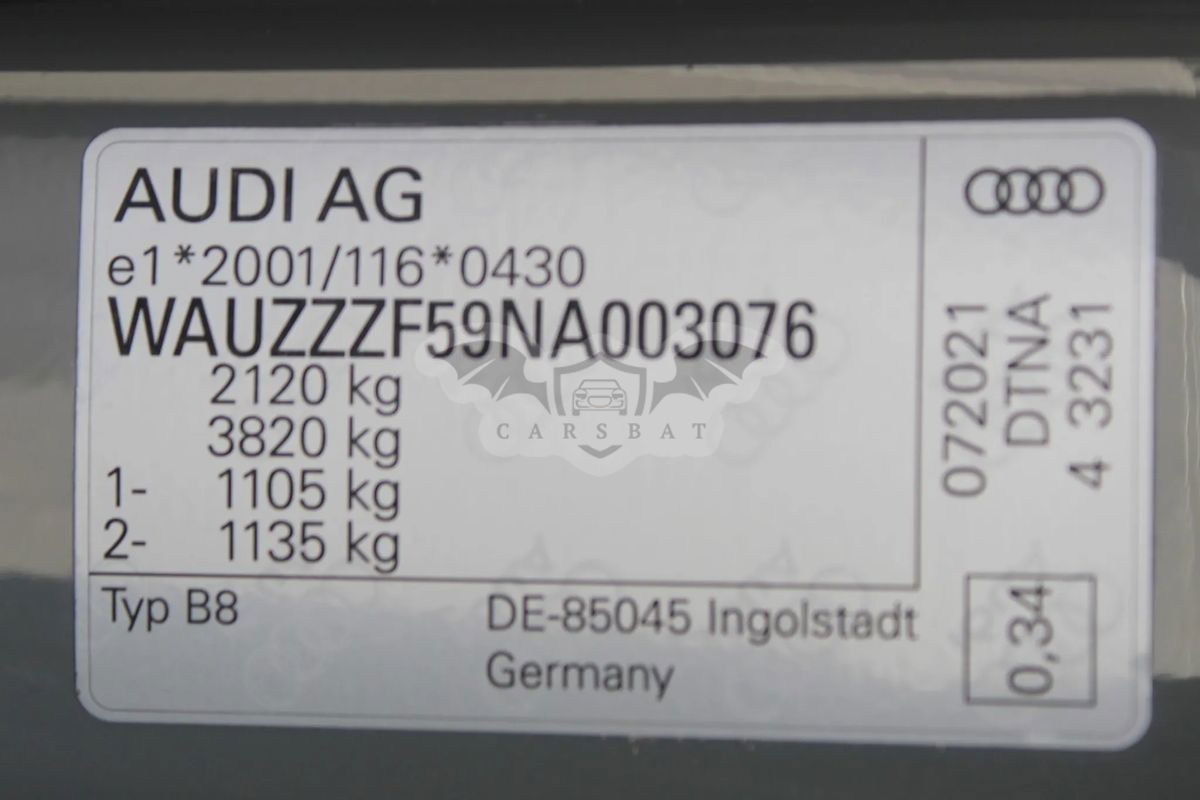 AUDI AG
e1*2001/116*0430
WAUZZZF59NA003076
2120 kg
3820 kg
1- 1105 kg
2- 1135 kg
Typ B8
DE-85045 Ingolstadt
Germany
072021
DTNA
4 3231
0,34
CARSBAT